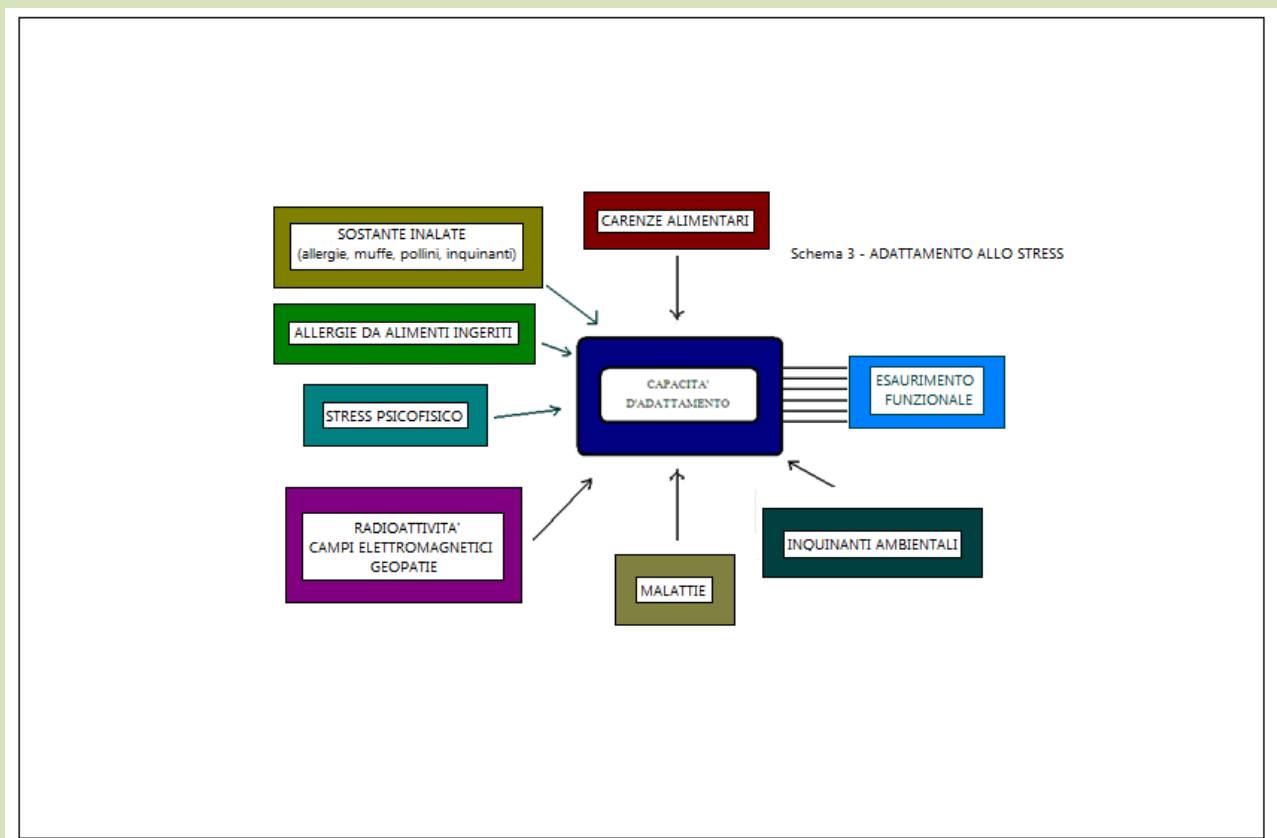 CARENZE ALIMENTARI
SOSTANTE INALATE
(allergie, muffe, pollini, inquinanti)
Schema 3 - ADATTAMENTO ALLO STRESS
ALLERGIE DA ALIMENTI INGERITI
CAPACITA'
D'ADATTAMENTO
ESAURIMENTO
FUNZIONALE
STRESS PSICOFISICO
RADIOATTIVITA'
CAMPI ELETTROMAGNETICI
GEOPATIE
INQUINANTI AMBIENTALI
MALATTIE